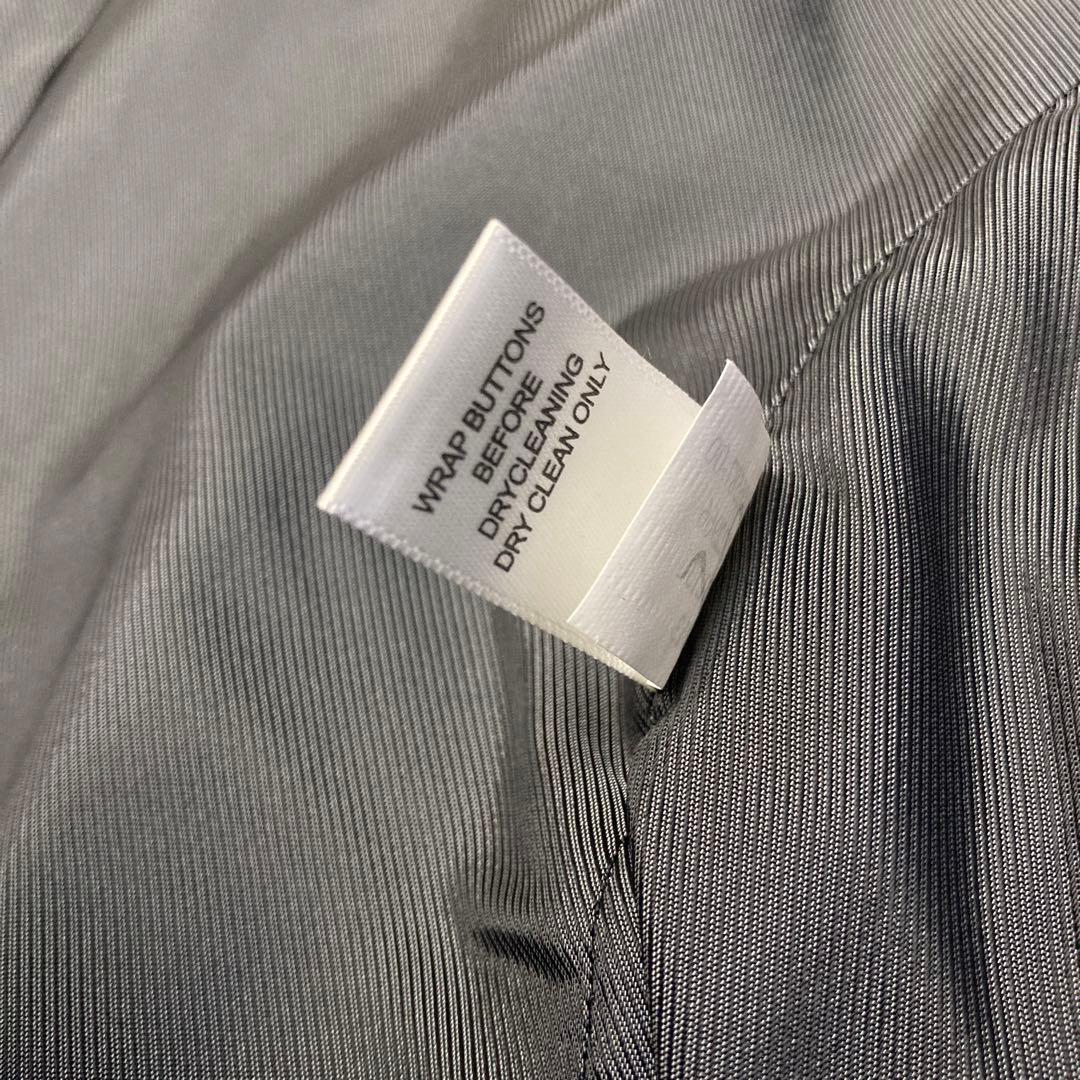 WRAP BUTTONS
BEFORE
DRYCLEANING
DRY CLEAN ONLY